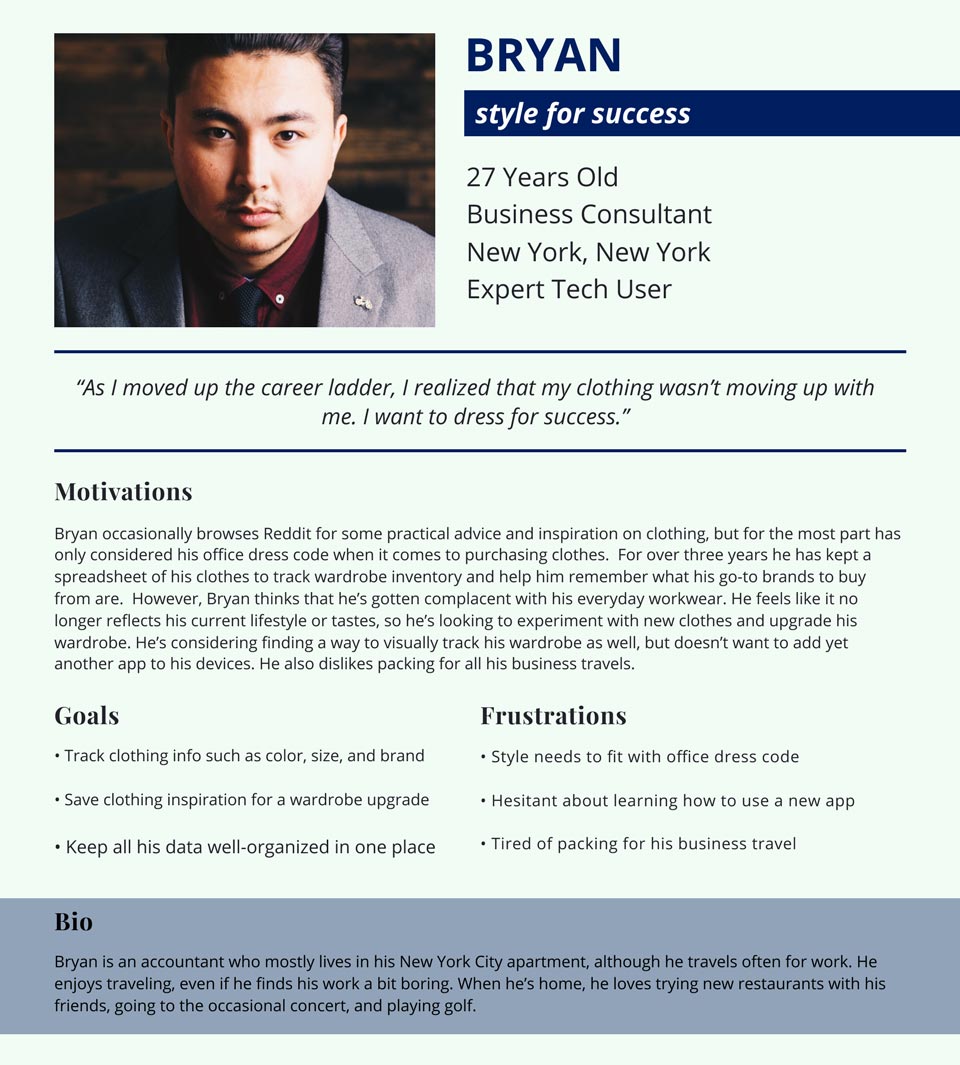 BRYAN
style for success
27 Years Old
Business Consultant
New York, New York
Expert Tech User
“As I moved up the career ladder, I realized that my clothing wasn’t moving up with
me. I want to dress for success.”
Motivations
Bryan occasionally browses Reddit for some practical advice and inspiration on clothing, but for the most part has
only considered his office dress code when it comes to purchasing clothes.  For over three years he has kept a
spreadsheet of his clothes to track wardrobe inventory and help him remember what his go-to brands to buy
from are.  However, Bryan thinks that he’s gotten complacent with his everyday workwear. He feels like it no
longer reflects his current lifestyle or tastes, so he’s looking to experiment with new clothes and upgrade his
wardrobe. He’s considering finding a way to visually track his wardrobe as well, but doesn’t want to add yet
another app to his devices. He also dislikes packing for all his business travels.
Goals
• Track clothing info such as color, size, and brand
• Save clothing inspiration for a wardrobe upgrade
• Keep all his data well-organized in one place
Frustrations
• Style needs to fit with office dress code
• Hesitant about learning how to use a new app
• Tired of packing for his business travel
Bio
Bryan is an accountant who mostly lives in his New York City apartment, although he travels often for work. He
enjoys traveling, even if he finds his work a bit boring. When he’s home, he loves trying new restaurants with his
friends, going to the occasional concert, and playing golf.